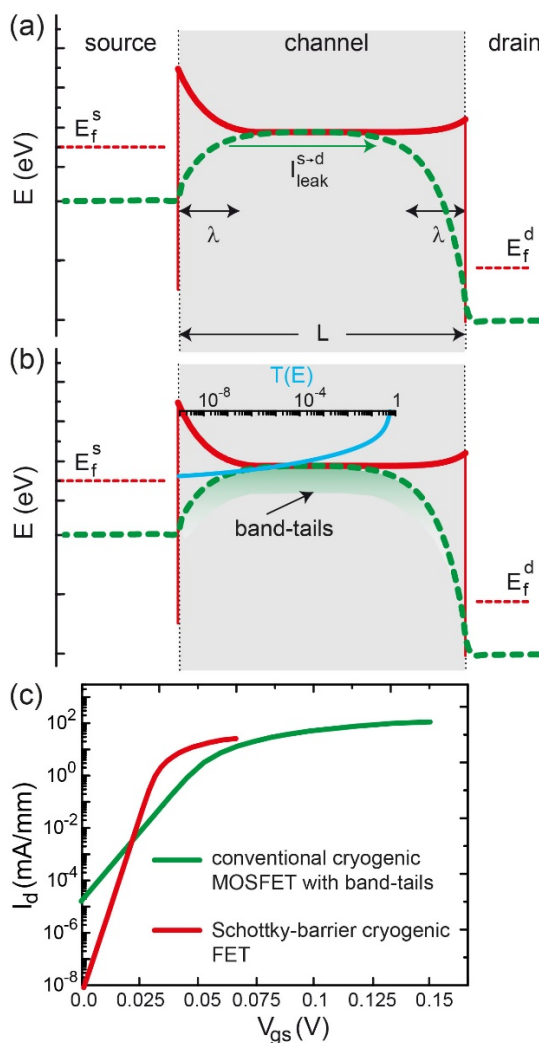 (a)
source channel drain
E_f^s
E (eV)
I_leak^{s→d}
λ λ
E_f^d
L
(b)
T(E)
10^{-8} 10^{-4} 1
E_f^s
E (eV)
band-tails
E_f^d
(c)
I_d (mA/mm)
10^2
10^0
10^{-2}
10^{-4}
10^{-6}
10^{-8}
conventional cryogenic
MOSFET with band-tails
Schottky-barrier cryogenic
FET
0.0 0.025 0.05 0.075 0.1 0.125 0.15
V_gs (V)